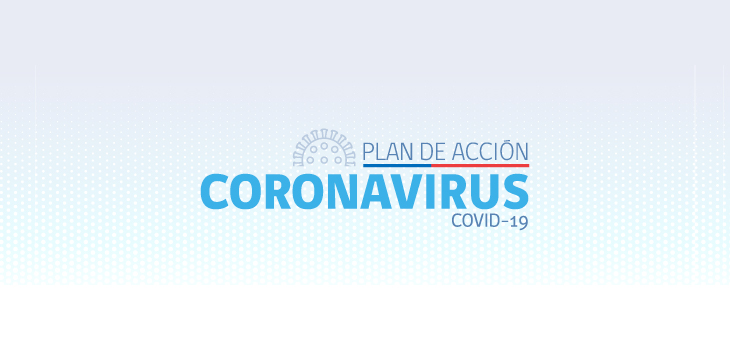 PLAN DE ACCIÓN
CORONAVIRUS
COVID-19